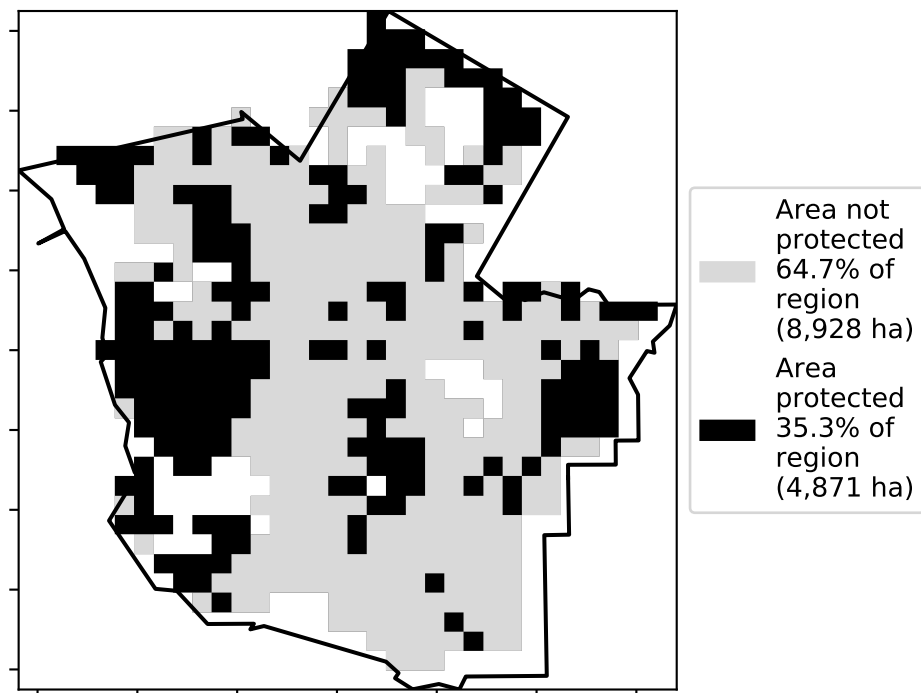 Area not
protected
64.7% of
region
(8,928 ha)
Area
protected
35.3% of
region
(4,871 ha)